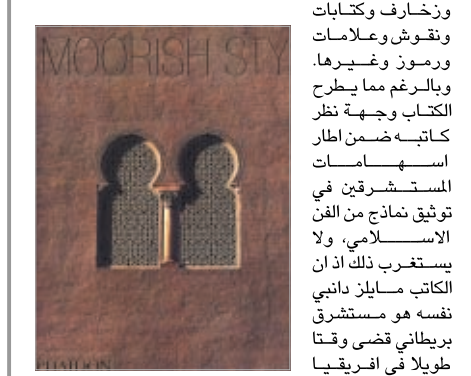 وزخارف وكتابات
ونقوش وعلامات
ورموز وغيرها.
وبالرغم مما يطرح
الكتاب وجهة نظر
كاتبه ضمن اطار
اسهامات
المستشرقين في
توثيق نماذج من الفن
الاسلامي، ولا
يستغرب ذلك اذ ان
الكاتب مايلز دانبي
نفسه هو مستشرق
بريطاني قضى وقتا
طويلا في افريقيا
MOORISH STY
PHAIDON